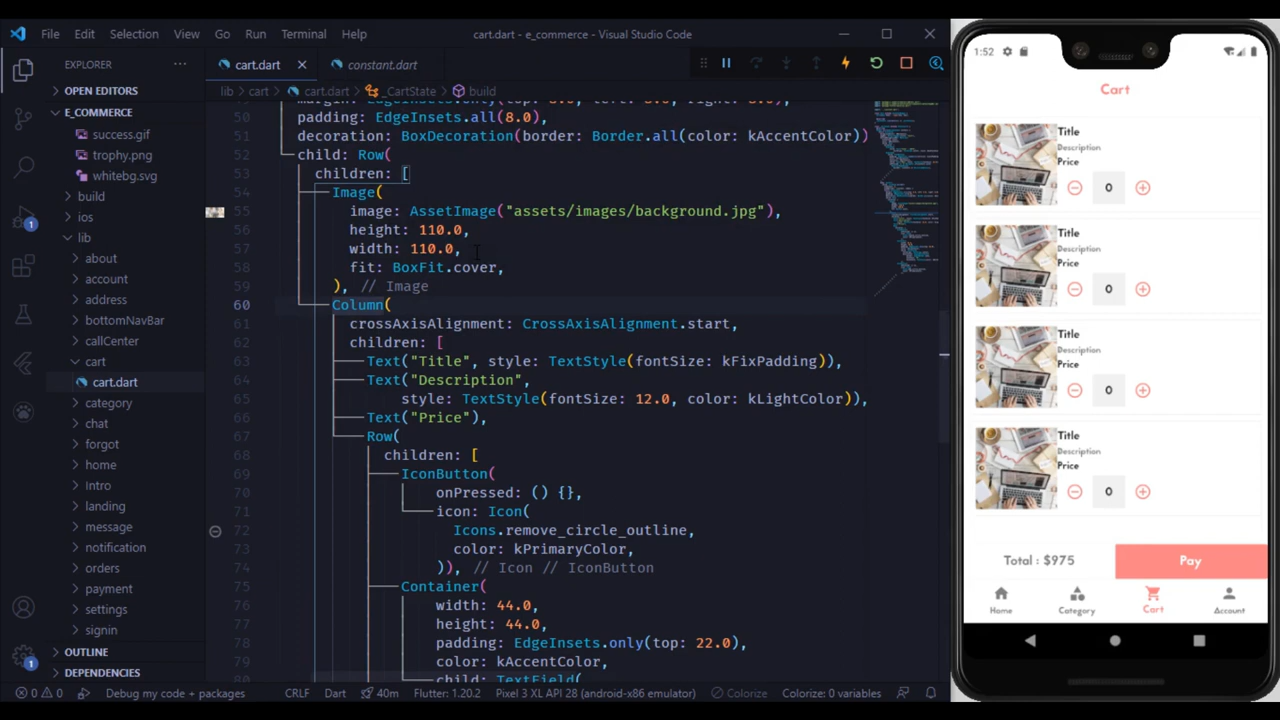 File Edit Selection View Go Run Terminal Help
cart.dart - e_commerce - Visual Studio Code
EXPLORER
OPEN EDITORS
E_COMMERCE
success.gif
trophy.png
whitebg.svg
build
ios
lib
about
account
address
bottomNavBar
callCenter
cart
cart.dart
category
chat
forgot
home
Intro
landing
message
notification
orders
payment
settings
signin
OUTLINE
DEPENDENCIES
1
1
cart.dart
constant.dart
lib > cart > cart.dart > _CartState > build
50 padding: EdgeInsets.all(8.0),
51 decoration: BoxDecoration(border: Border.all(color: kAccentColor))
52 child: Row(
53 children: [
54 Image(
55 image: AssetImage("assets/images/background.jpg"),
56 height: 110.0,
57 width: 110.0,
58 fit: BoxFit.cover,
59 ), // Image
60 Column(
61 crossAxisAlignment: CrossAxisAlignment.start,
62 children: [
63 Text("Title", style: TextStyle(fontSize: kFixPadding)),
64 Text("Description",
65 style: TextStyle(fontSize: 12.0, color: kLightColor)),
66 Text("Price"),
67 Row(
68 children: [
69 IconButton(
70 onPressed: () {},
71 icon: Icon(
72 Icons.remove_circle_outline,
73 color: kPrimaryColor,
74 )), // Icon // IconButton
75 Container(
76 width: 44.0,
77 height: 44.0,
78 padding: EdgeInsets.only(top: 22.0),
79 color: kAccentColor,
80 child: TextField(
0 0 Debug my code + packages CRLF Dart 40m Flutter: 1.20.2 Pixel 3 XL API 28 (android-x86 emulator) Colorize Colorize: 0 variables
1:52
Cart
Title
Description
Price
0
Title
Description
Price
0
Title
Description
Price
0
Title
Description
Price
0
Total : $975
Pay
Home Category Cart Account